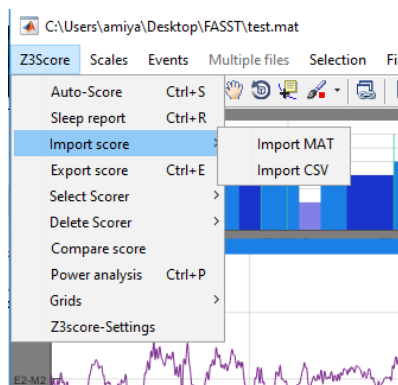 C:\Users\amiya\Desktop\FASST\test.mat
Z3Score Scales Events Multiple files Selection Fi
Auto-Score Ctrl+S
Sleep report Ctrl+R
Import score
Import MAT
Export score Ctrl+E
Import CSV
Select Scorer
Delete Scorer
Compare score
Power analysis Ctrl+P
Grids
Z3score-Settings
E2-M2